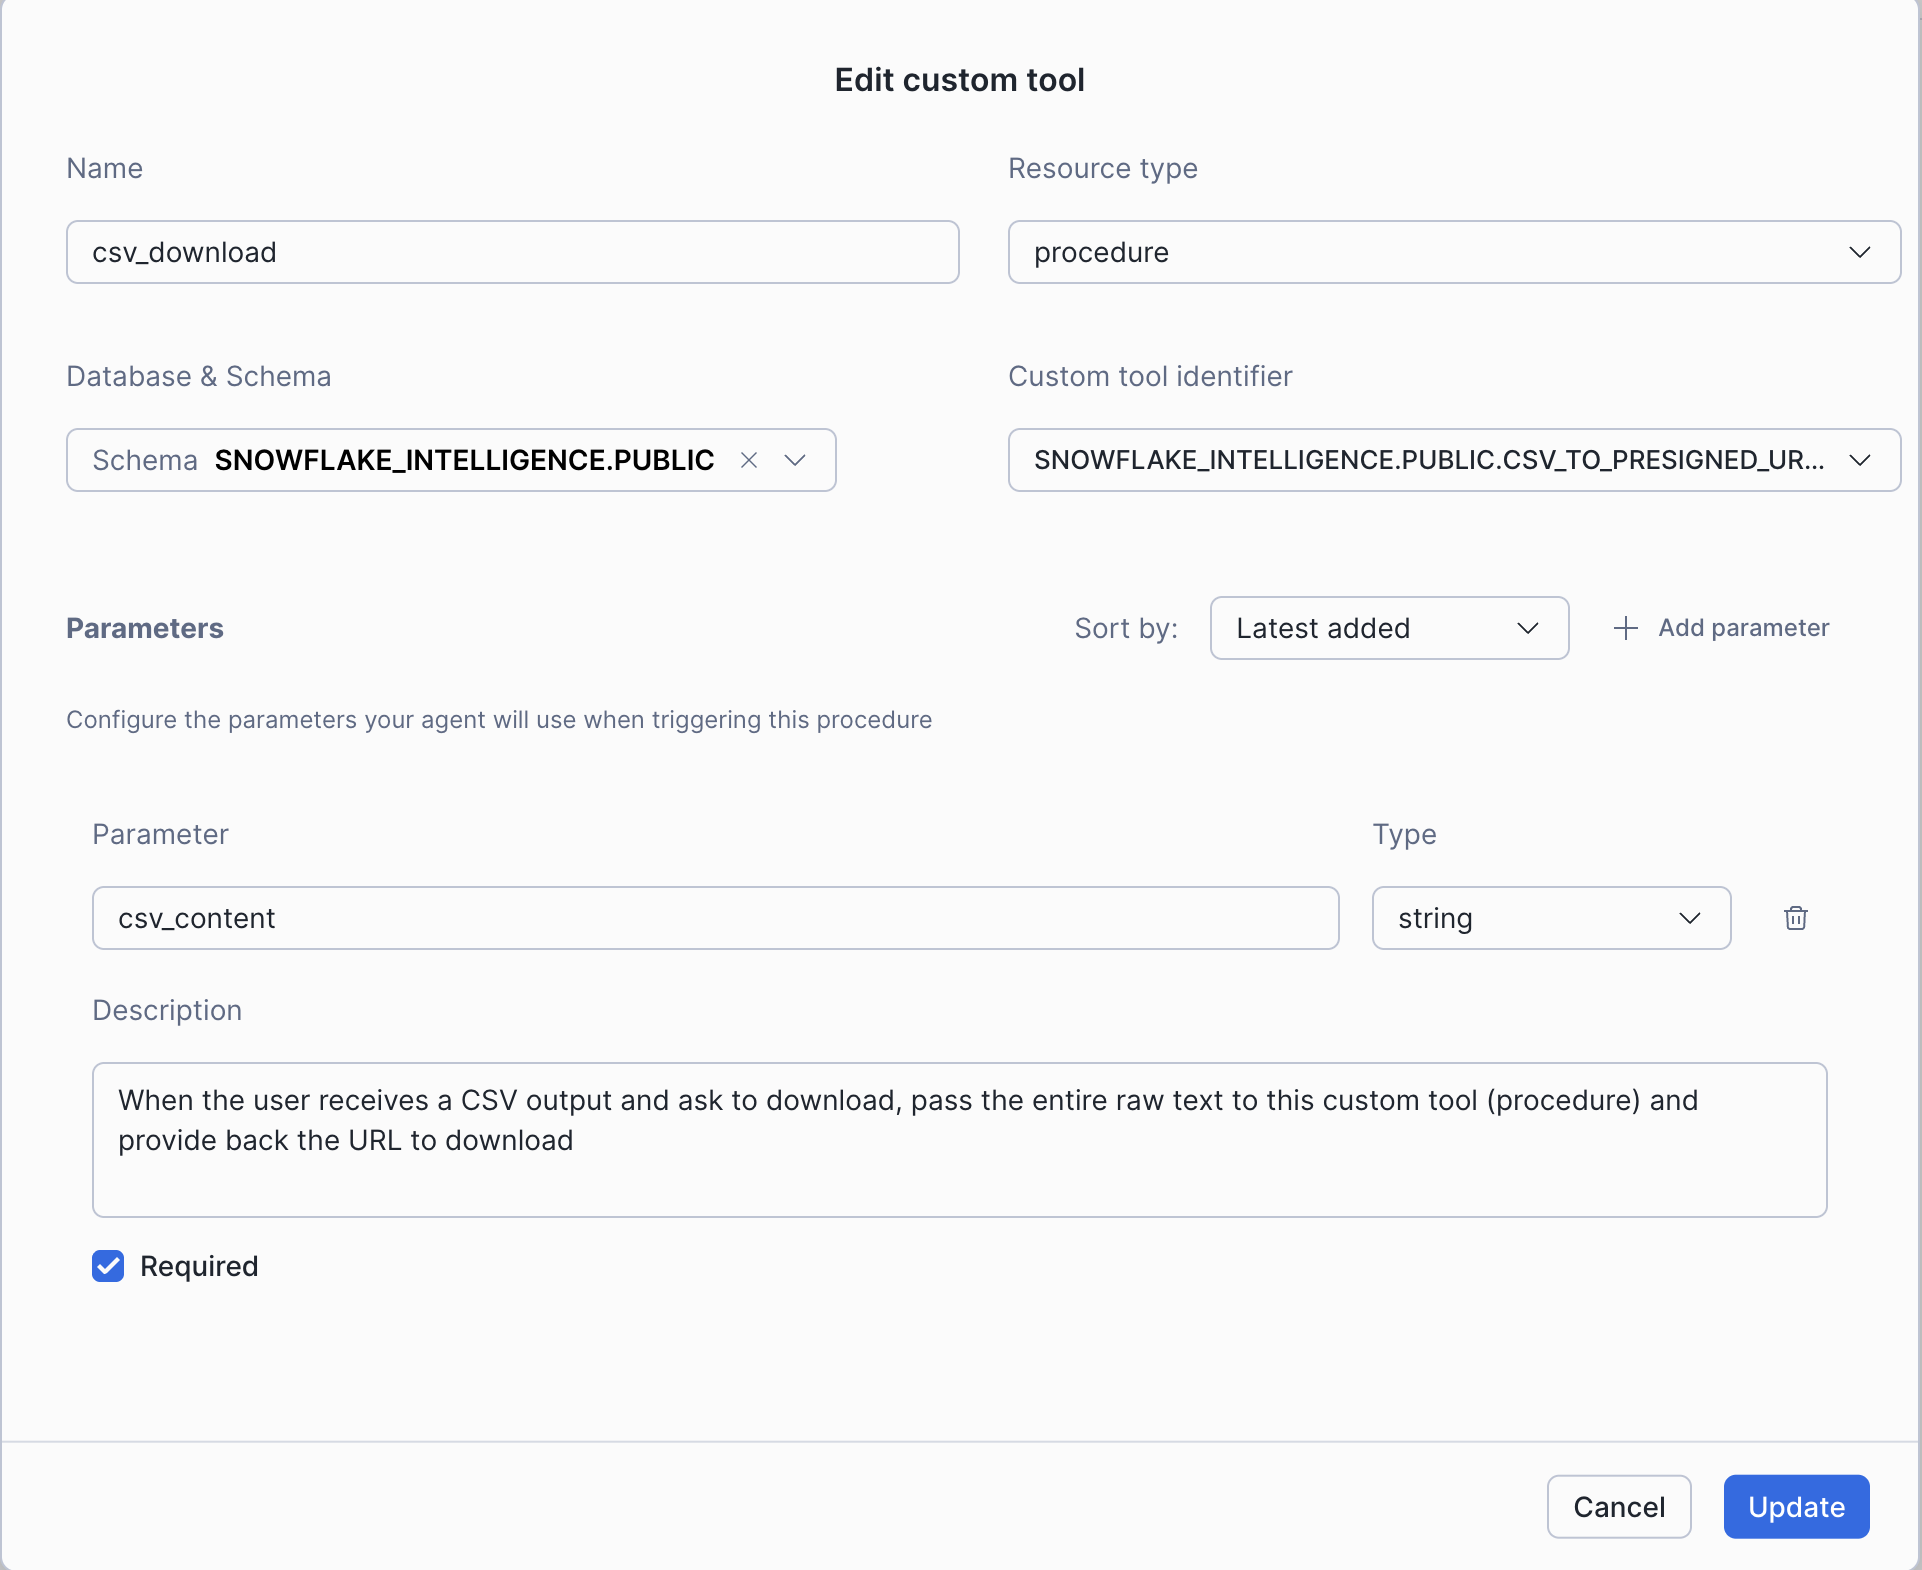 Edit custom tool
Name
Resource type
csv_download
procedure
Database & Schema
Custom tool identifier
Schema SNOWFLAKE_INTELLIGENCE.PUBLIC
SNOWFLAKE_INTELLIGENCE.PUBLIC.CSV_TO_PRESIGNED_UR...
Parameters
Sort by: Latest added
Add parameter
Configure the parameters your agent will use when triggering this procedure
Parameter
Type
csv_content
string
Description
When the user receives a CSV output and ask to download, pass the entire raw text to this custom tool (procedure) and
provide back the URL to download
Required
Cancel
Update